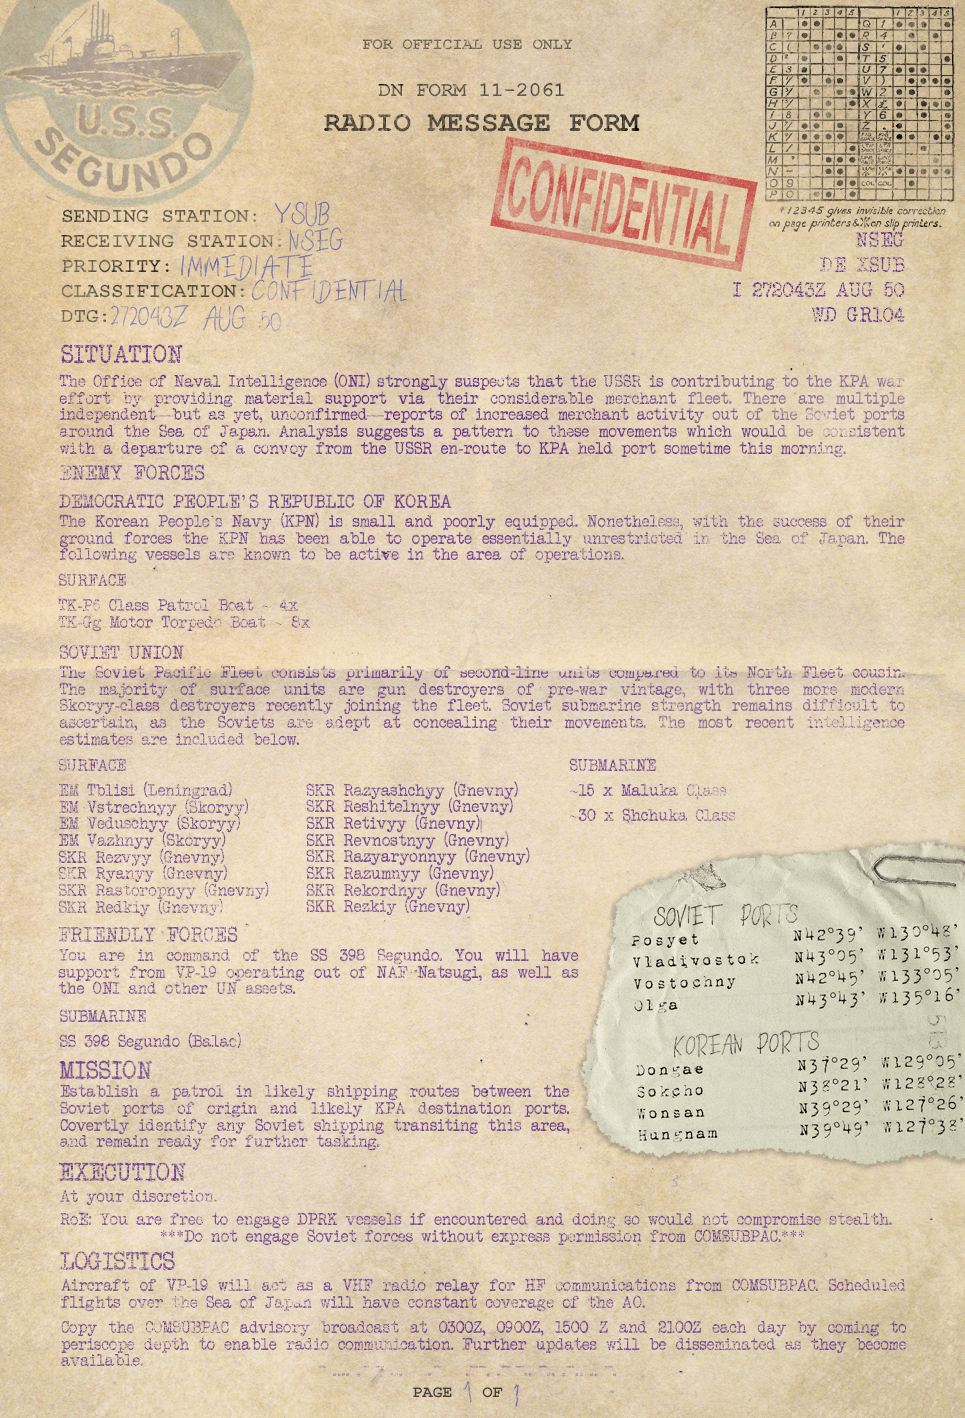 U.S.S.
SEGUNDO
FOR OFFICIAL USE ONLY
DN FORM 11-2061
RADIO MESSAGE FORM
CONFIDENTIAL
*12345 gives invisible correction
on page printers & on slip printers.
SENDING STATION: YSUB
RECEIVING STATION: NSEG
PRIORITY: IMMEDIATE
CLASSIFICATION: CONFIDENTIAL
DTG: 272043Z AUG 50
NSEG
DE XSUB
I 272043Z AUG 50
WD GR104
SITUATION
The Office of Naval Intelligence (ONI) strongly suspects that the USSR is contributing to the KPA war
effort by providing material support via their considerable merchant fleet. There are multiple
independent—but as yet, unconfirmed—reports of increased merchant activity out of the Soviet ports
around the Sea of Japan. Analysis suggests a pattern to these movements which would be consistent
with a departure of a convoy from the USSR en-route to KPA held port sometime this morning.
ENEMY FORCES
DEMOCRATIC PEOPLE'S REPUBLIC OF KOREA
The Korean People's Navy (KPN) is small and poorly equipped. Nonetheless, with the success of their
ground forces the KPN has been able to operate essentially unrestricted in the Sea of Japan. The
following vessels are known to be active in the area of operations.
SURFACE
TK-P6 Class Patrol Boat ~ 4x
TK-Gg Motor Torpedo Boat ~ 8x
SOVIET UNION
The Soviet Pacific Fleet consists primarily of second-line units compared to its North Fleet cousin.
The majority of surface units are gun destroyers of pre-war vintage, with three more modern
Skoryy-class destroyers recently joining the fleet. Soviet submarine strength remains difficult to
ascertain, as the Soviets are adept at concealing their movements. The most recent intelligence
estimates are included below.
SURFACE
EM Tblisi (Leningrad)
EM Vstrechnyy (Skoryy)
EM Veduschyy (Skoryy)
EM Vazhnyy (Skoryy)
SKR Rezvyy (Gnevny)
SKR Ryanyy (Gnevny)
SKR Rastoropnyy (Gnevny)
SKR Redkiy (Gnevny)
SKR Razyashchyy (Gnevny)
SKR Reshitelnyy (Gnevny)
SKR Retivyy (Gnevny)
SKR Revnostnyy (Gnevny)
SKR Razyaryonnyy (Gnevny)
SKR Razumnyy (Gnevny)
SKR Rekordnyy (Gnevny)
SKR Rezkiy (Gnevny)
SUBMARINE
~15 x Maluka Class
~30 x Shchuka Class
FRIENDLY FORCES
You are in command of the SS 398 Segundo. You will have
support from VP-19 operating out of NAF Natsugi, as well as
the ONI and other UN assets.
SUBMARINE
SS 398 Segundo (Balao)
SOVIET PORTS
Posyet N42°39' W130°48'
Vladivostok N43°05' W131°53'
Vostochny N42°45' W133°05'
Olga N43°43' W135°16'
KOREAN PORTS
Dongae N37°29' W129°05'
Sokcho N38°21' W128°28'
Wonsan N39°29' W127°26'
Hungnam N39°49' W127°38'
MISSION
Establish a patrol in likely shipping routes between the
Soviet ports of origin and likely KPA destination ports.
Covertly identify any Soviet shipping transiting this area,
and remain ready for further tasking.
EXECUTION
At your discretion.
RoE: You are free to engage DPRK vessels if encountered and doing so would not compromise stealth.
***Do not engage Soviet forces without express permission from COMSUBPAC.***
LOGISTICS
Aircraft of VP-19 will act as a VHF radio relay for HF communications from COMSUBPAC. Scheduled
flights over the Sea of Japan will have constant coverage of the AO.
Copy the COMSUBPAC advisory broadcast at 0300Z, 0900Z, 1500 Z and 2100Z each day by coming to
periscope depth to enable radio communication. Further updates will be disseminated as they become
available.
PAGE 1 OF 1